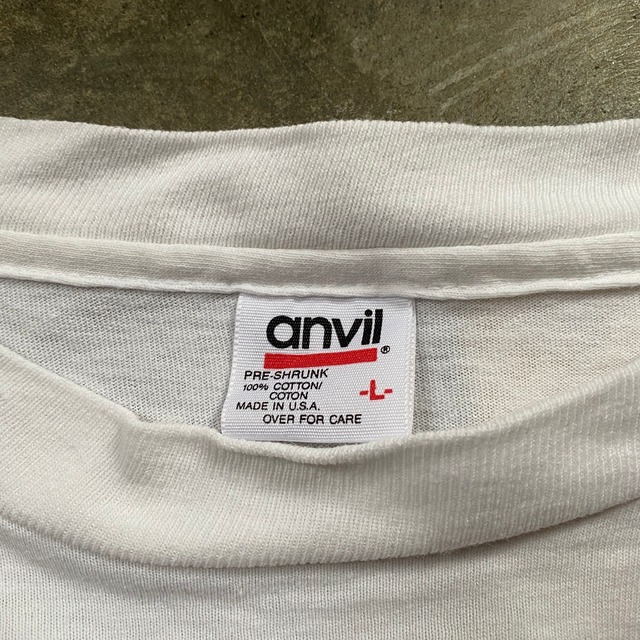 anvil®
PRE-SHRUNK
100% COTTON/
COTON
-L-
MADE IN U.S.A.
OVER FOR CARE